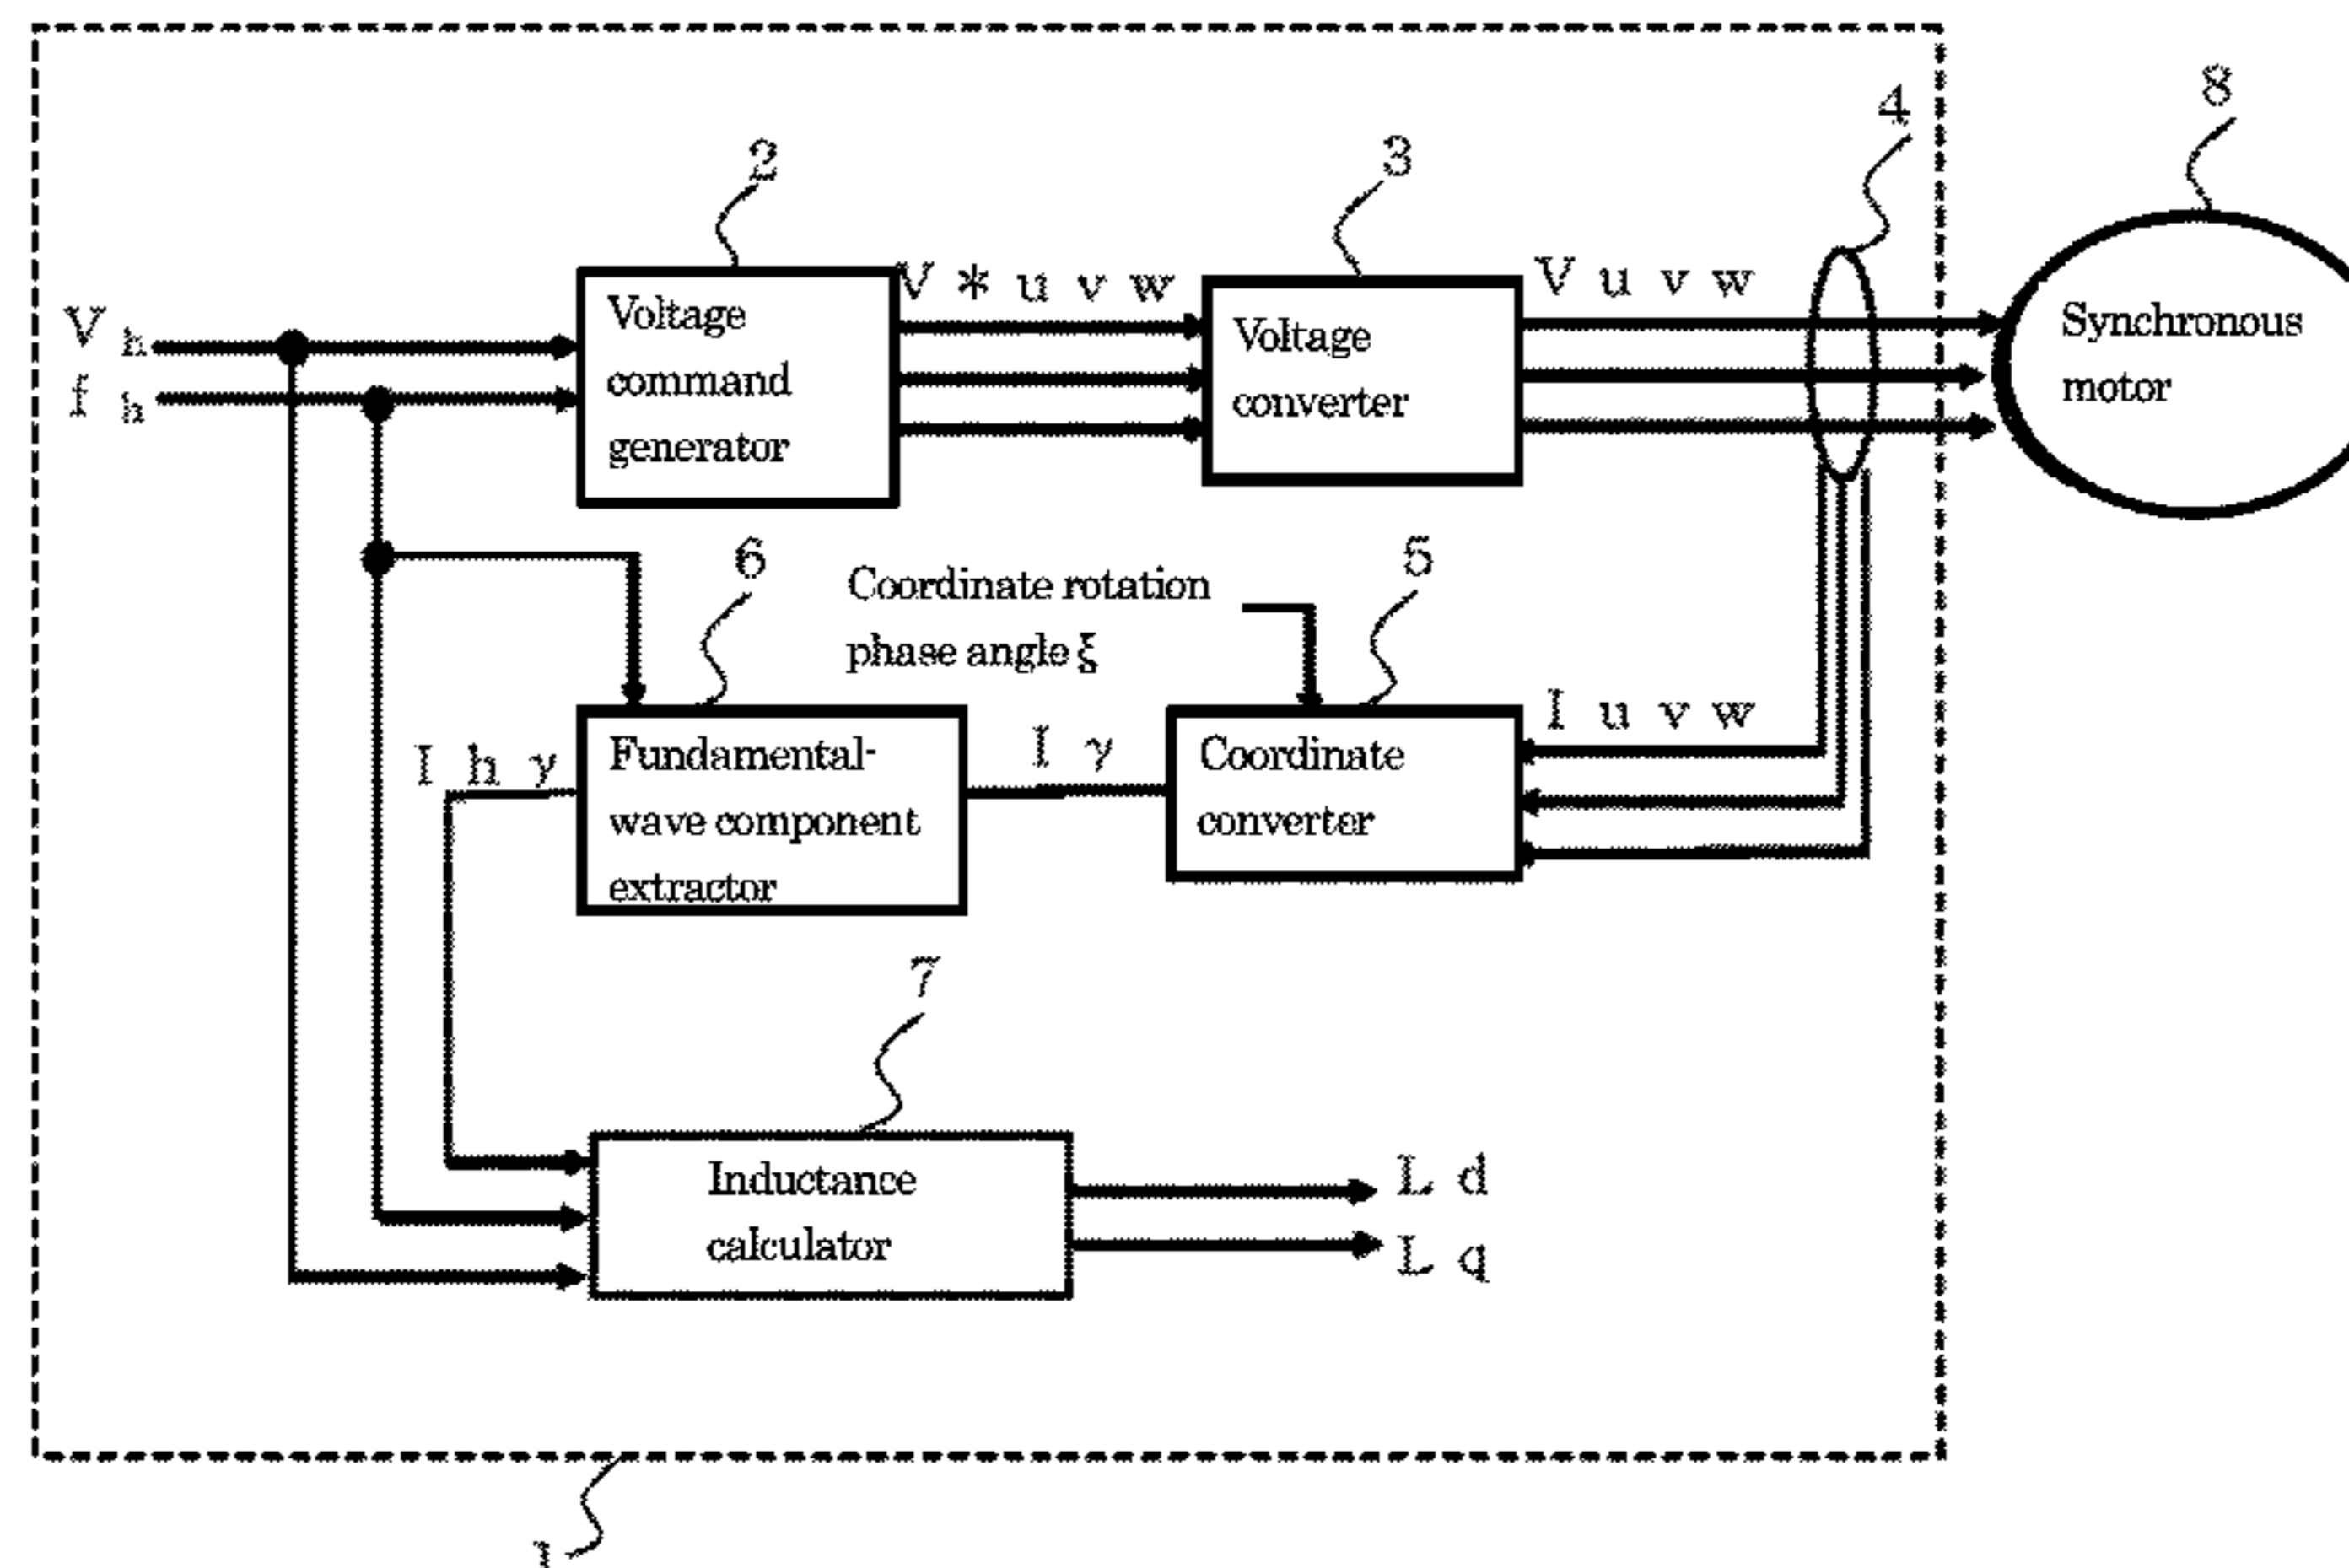 8
4
3
2
V * u v w
V u v w
V h
f h
Voltage
command
generator
Voltage
converter
Synchronous
motor
6
5
Coordinate rotation
phase angle ξ
I h γ
I γ
I u v w
Fundamental-
wave component
extractor
Coordinate
converter
7
Inductance
calculator
L d
L q
1